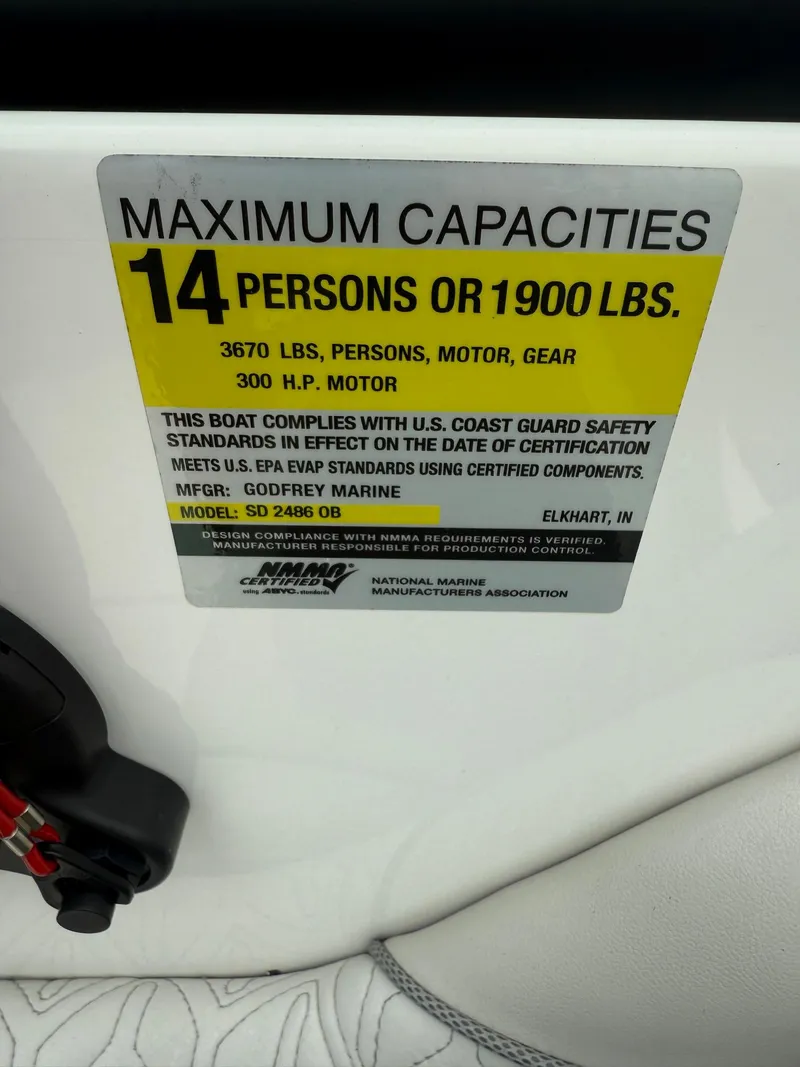 MAXIMUM CAPACITIES
14 PERSONS OR 1900 LBS.
3670 LBS, PERSONS, MOTOR, GEAR
300 H.P. MOTOR
THIS BOAT COMPLIES WITH U.S. COAST GUARD SAFETY
STANDARDS IN EFFECT ON THE DATE OF CERTIFICATION
MEETS U.S. EPA EVAP STANDARDS USING CERTIFIED COMPONENTS.
MFGR: GODFREY MARINE
MODEL: SD 2486 OB ELKHART, IN
DESIGN COMPLIANCE WITH NMMA REQUIREMENTS IS VERIFIED.
MANUFACTURER RESPONSIBLE FOR PRODUCTION CONTROL.
NMMA®
CERTIFIED
using ABYC. standards
NATIONAL MARINE
MANUFACTURERS ASSOCIATION